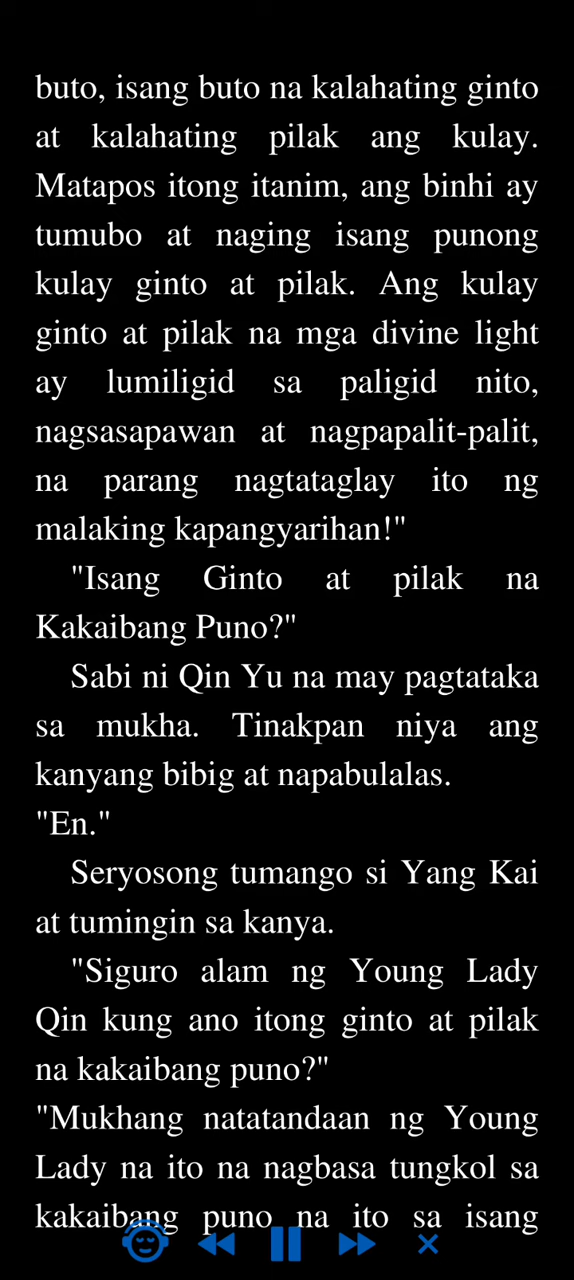 buto, isang buto na kalahating ginto
at kalahating pilak ang kulay.
Matapos itong itanim, ang binhi ay
tumubo at naging isang punong
kulay ginto at pilak. Ang kulay
ginto at pilak na mga divine light
ay lumiligid sa paligid nito,
nagsasapawan at nagpapalit-palit,
na parang nagtataglay ito ng
malaking kapangyarihan!"
"Isang Ginto at pilak na
Kakaibang Puno?"
Sabi ni Qin Yu na may pagtataka
sa mukha. Tinakpan niya ang
kanyang bibig at napabulalas.
"En."
Seryosong tumango si Yang Kai
at tumingin sa kanya.
"Siguro alam ng Young Lady
Qin kung ano itong ginto at pilak
na kakaibang puno?"
"Mukhang natatandaan ng Young
Lady na ito na nagbasa tungkol sa
kakaibang puno na ito sa isang